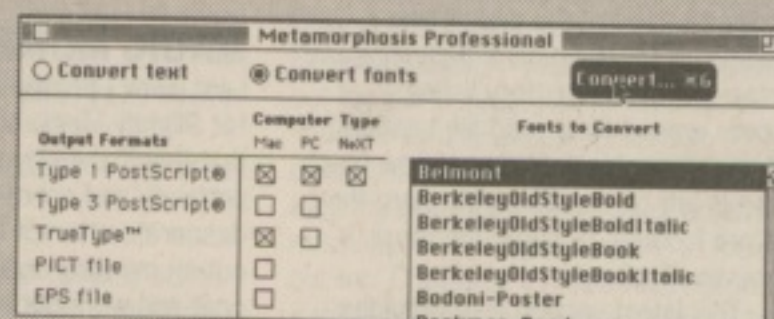 Metamorphosis Professional
Convert text Convert fonts Convert... ⌘G
Computer Type
Output Formats Mac PC NeXT
Fonts to Convert
Type 1 PostScript®
Type 3 PostScript®
TrueType™
PICT file
EPS file
Belmont
BerkeleyOldStyleBold
BerkeleyOldStyleBoldItalic
BerkeleyOldStyleBook
BerkeleyOldStyleBookItalic
Bodoni-Poster